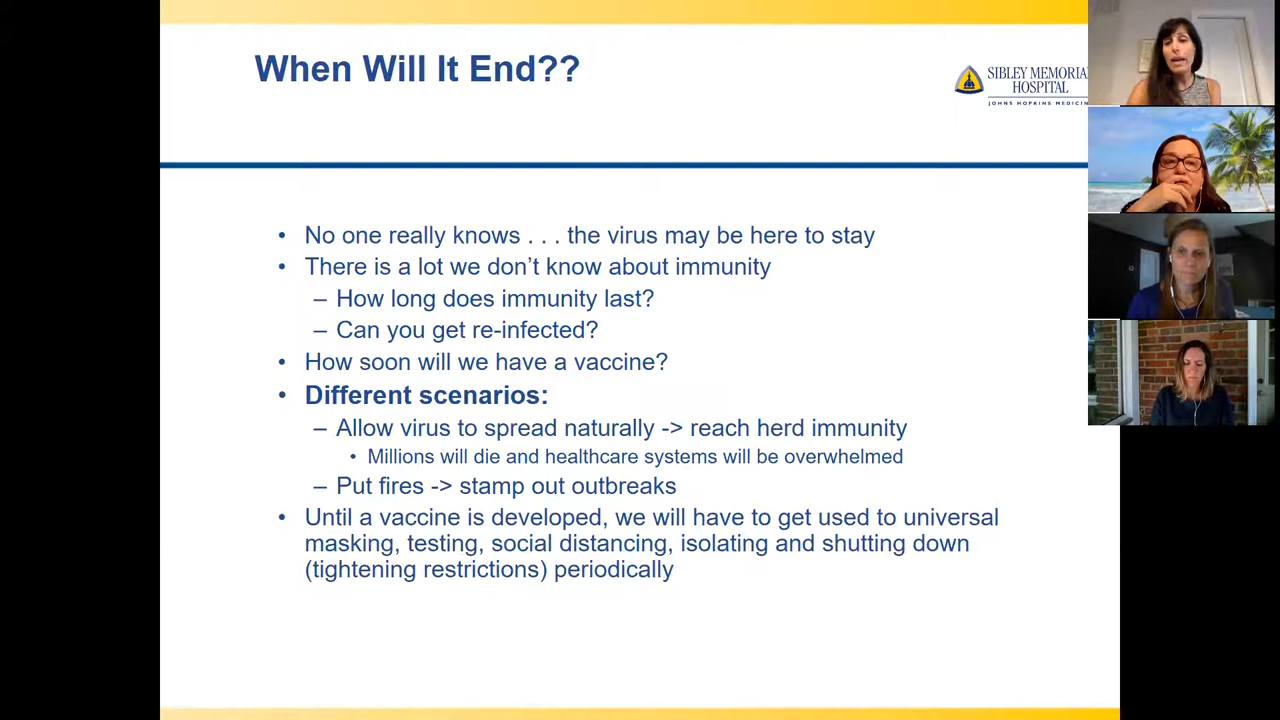 When Will It End??
SIBLEY MEMORIA
HOSPITAL
JOHNS HOPKINS MEDICIN
• No one really knows . . . the virus may be here to stay
• There is a lot we don’t know about immunity
– How long does immunity last?
– Can you get re-infected?
• How soon will we have a vaccine?
• Different scenarios:
– Allow virus to spread naturally -> reach herd immunity
• Millions will die and healthcare systems will be overwhelmed
– Put fires -> stamp out outbreaks
• Until a vaccine is developed, we will have to get used to universal
masking, testing, social distancing, isolating and shutting down
(tightening restrictions) periodically